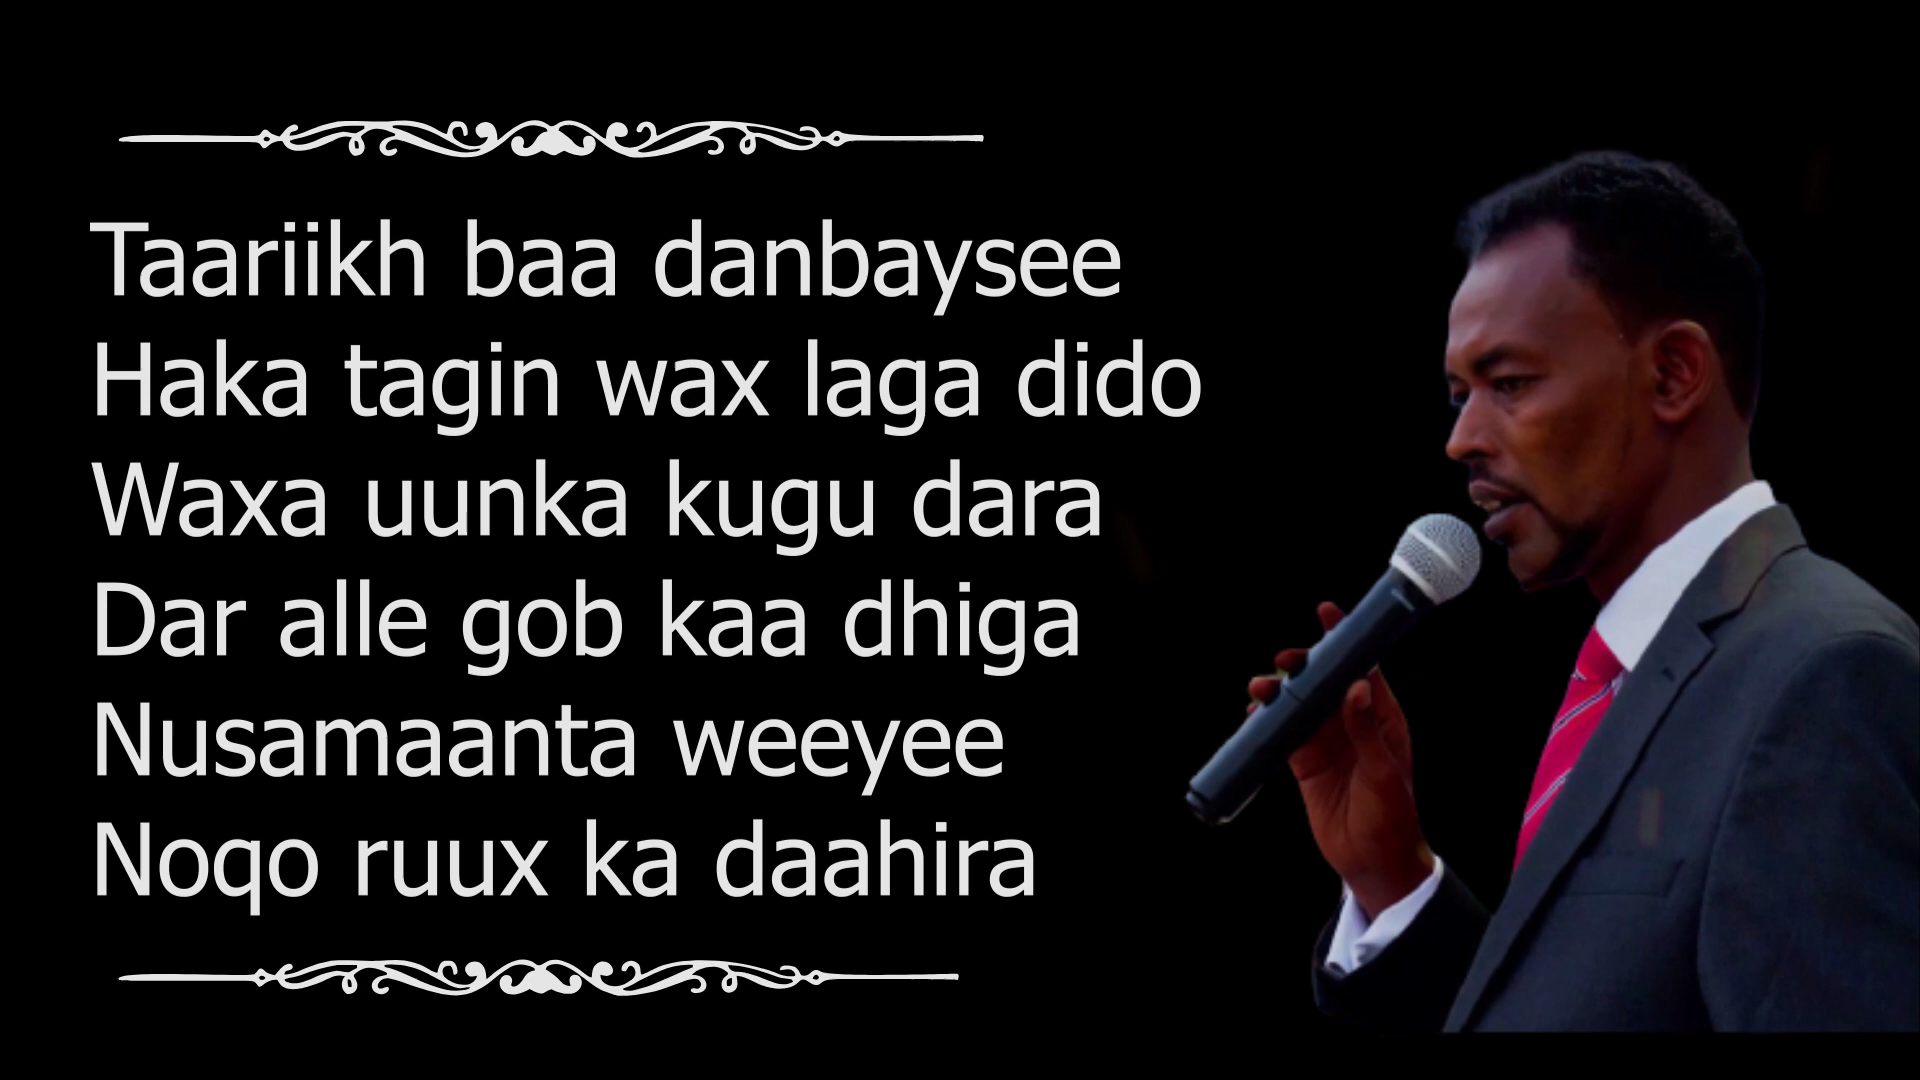 Taariikh baa danbaysee
Haka tagin wax laga dido
Waxa uunka kugu dara
Dar alle gob kaa dhiga
Nusamaanta weeyee
Noqo ruux ka daahira